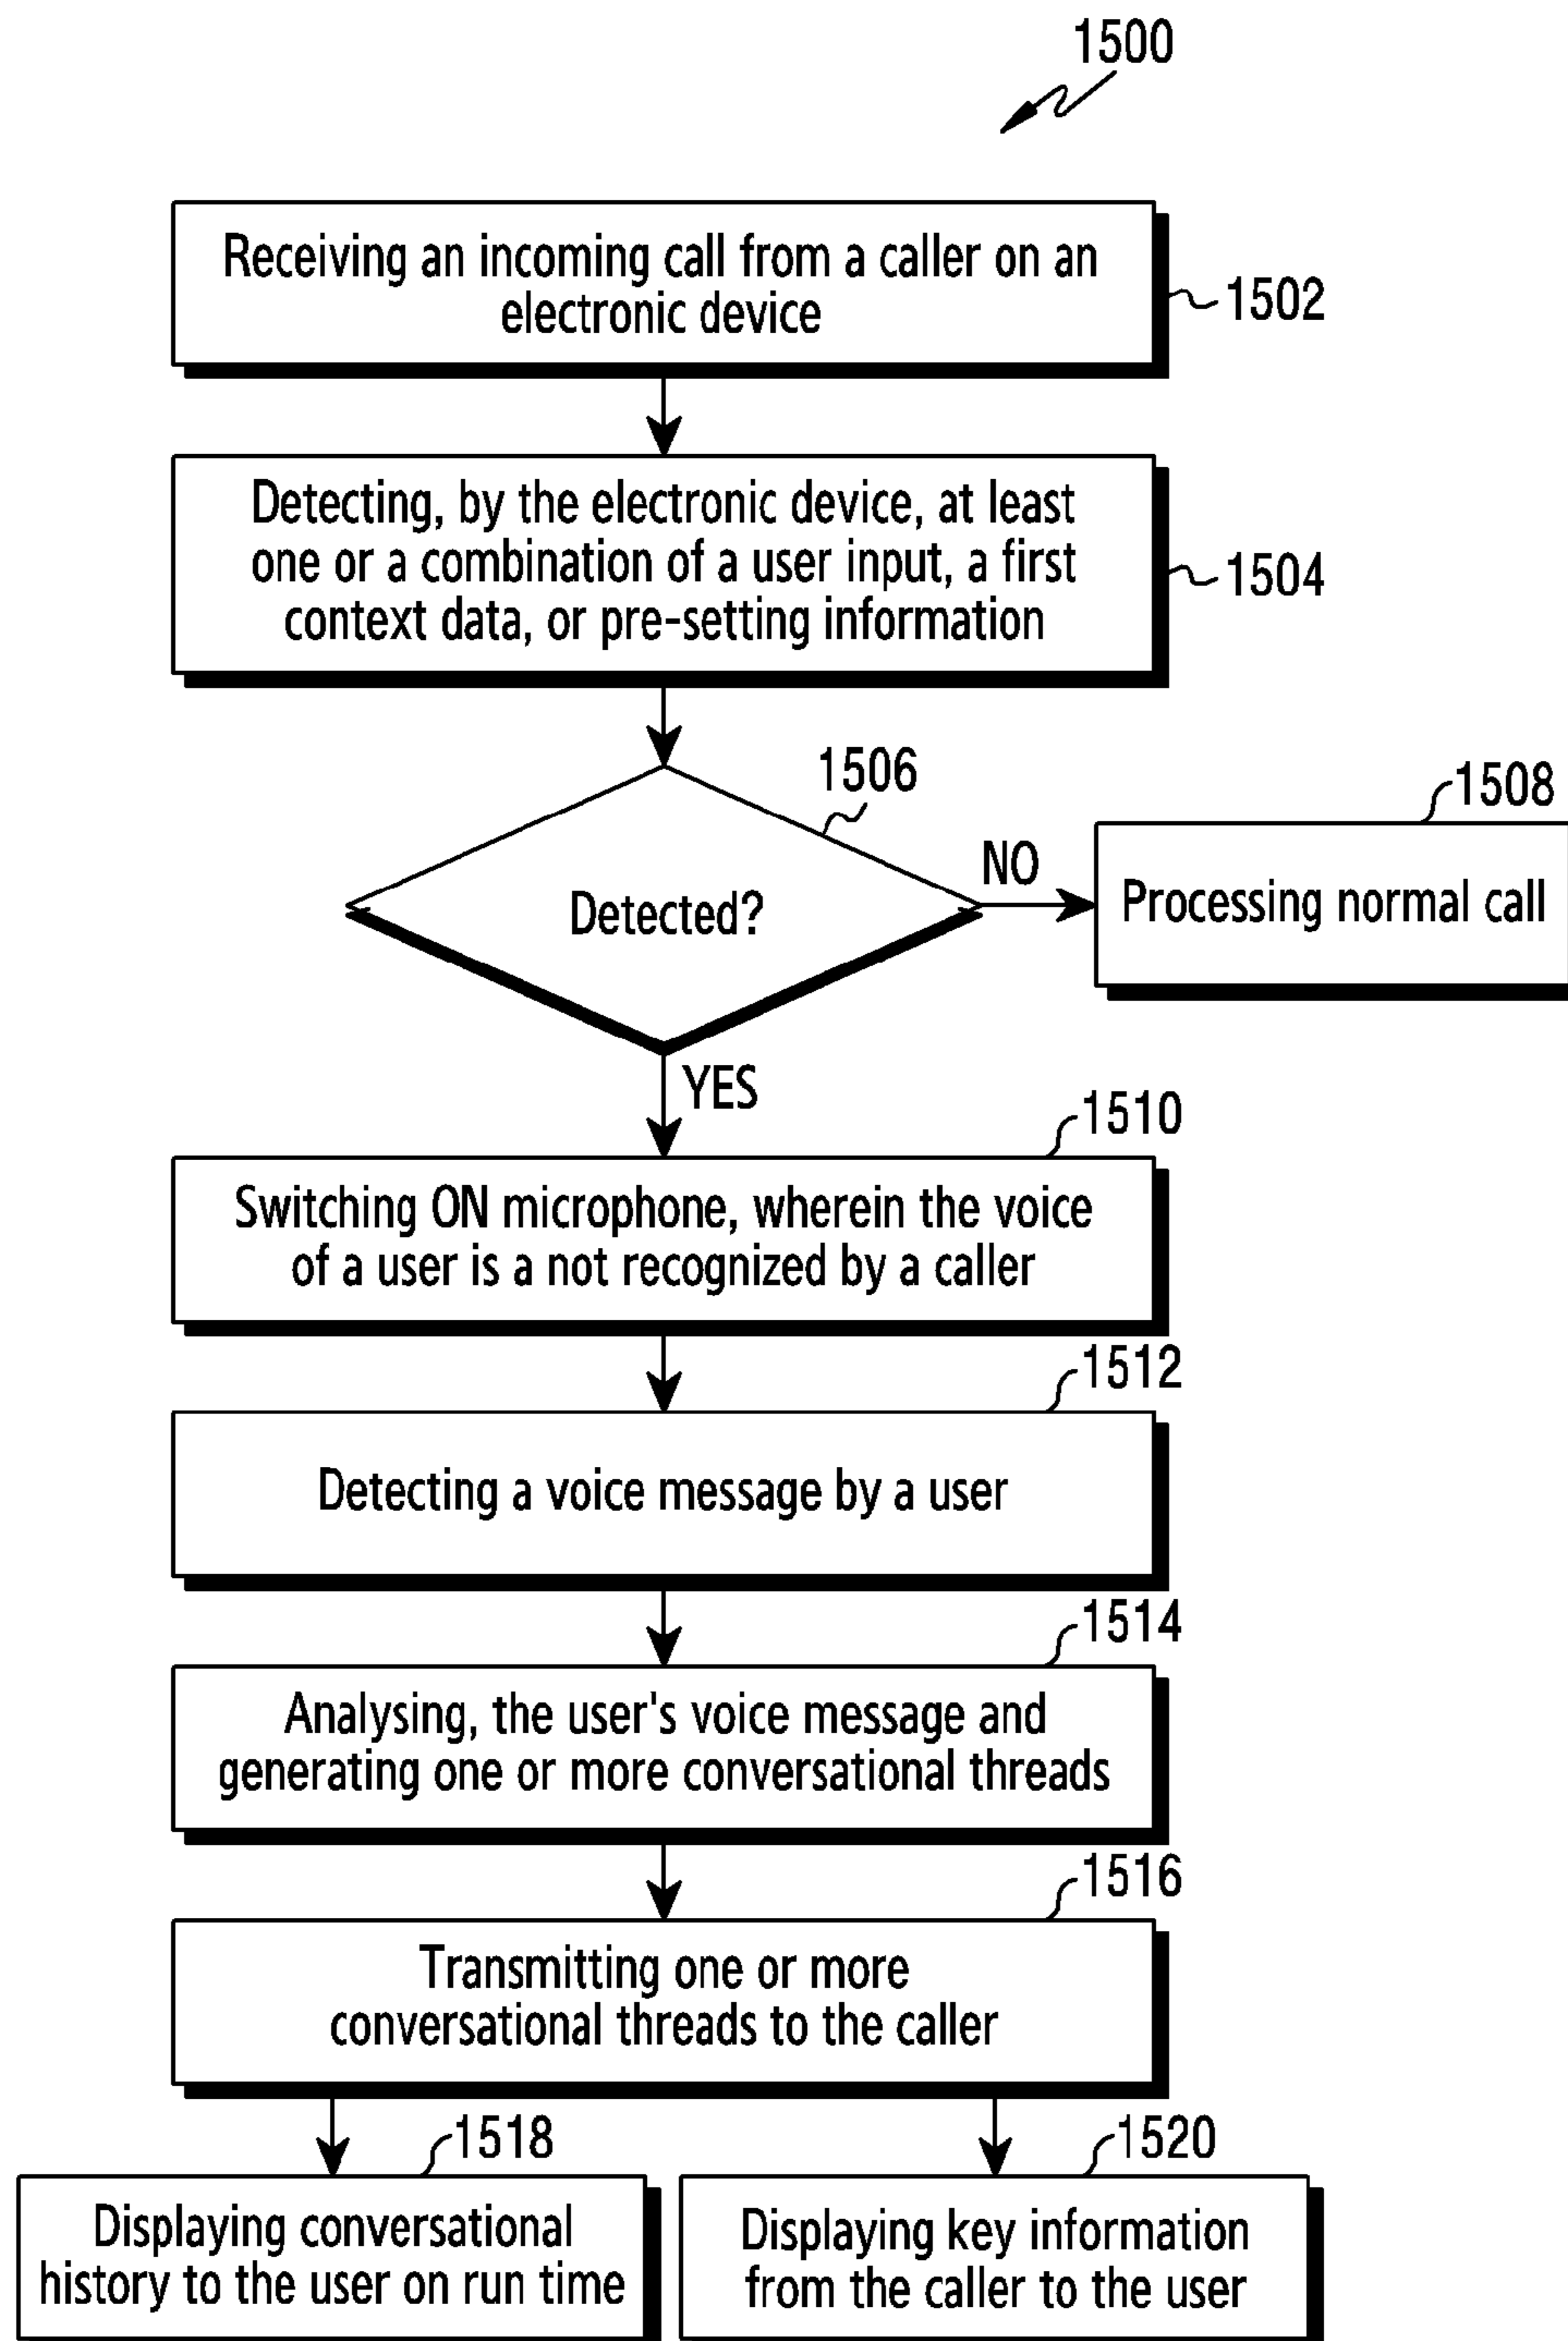 1500
Receiving an incoming call from a caller on an
electronic device
1502
Detecting, by the electronic device, at least
one or a combination of a user input, a first
context data, or pre-setting information
1504
1506
Detected?
NO
1508
Processing normal call
YES
1510
Switching ON microphone, wherein the voice
of a user is a not recognized by a caller
1512
Detecting a voice message by a user
1514
Analysing, the user's voice message and
generating one or more conversational threads
1516
Transmitting one or more
conversational threads to the caller
1518
Displaying conversational
history to the user on run time
1520
Displaying key information
from the caller to the user